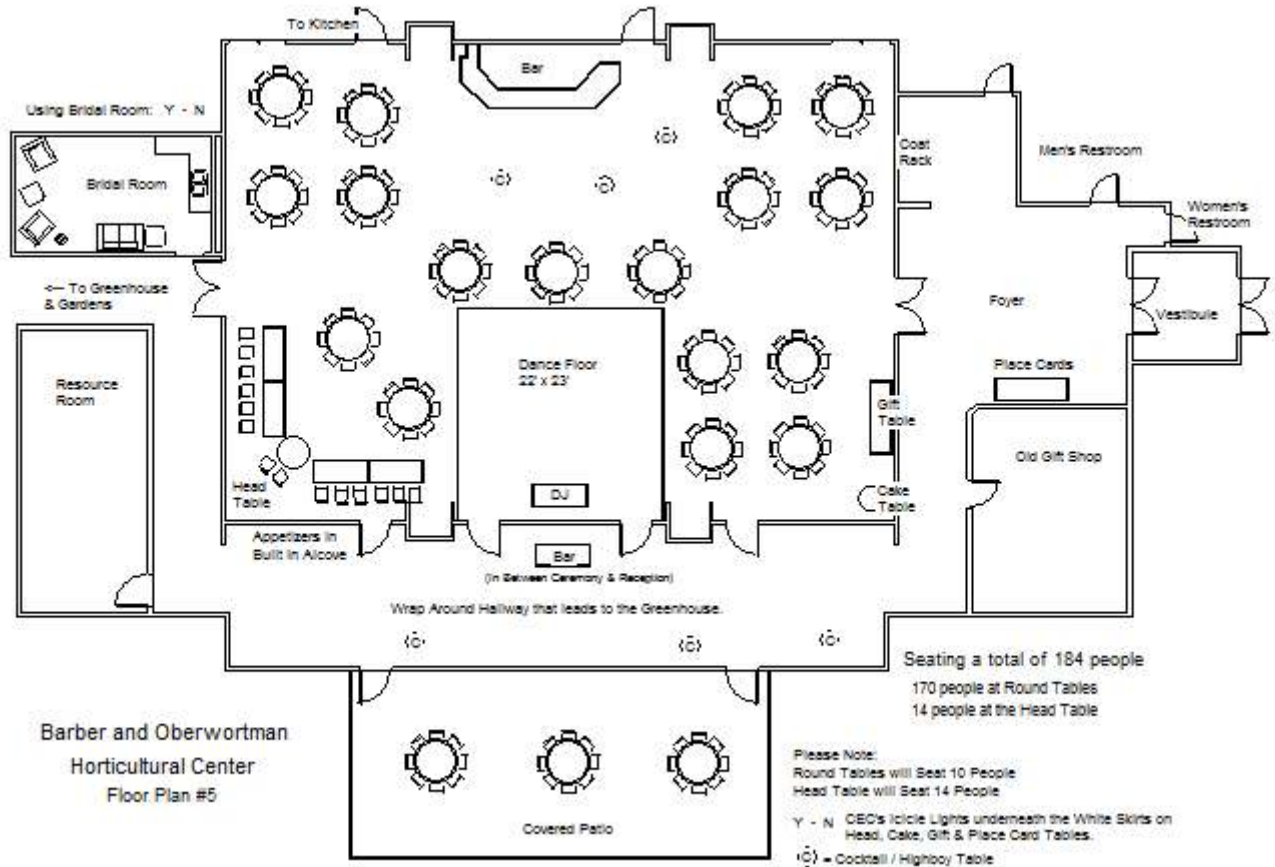 To Kitchen
Bar
Using Bridal Room: Y - N
Bridal Room
Coat
Rack
Men's Restroom
Women's
Restroom
<-- To Greenhouse
& Gardens
Foyer
Vestibule
Resource
Room
Dance Floor
22' x 23'
Place Cards
Gift
Table
Old Gift Shop
Head
Table
DJ
Cake
Table
Appetizers in
Built in Alcove
Bar
(In Between Ceremony & Reception)
Wrap Around Hallway that leads to the Greenhouse.
C
C
C
C
C
C
Seating a total of 184 people
170 people at Round Tables
14 people at the Head Table
Barber and Oberwortman
Horticultural Center
Floor Plan #5
Covered Patio
Please Note:
Round Tables will Seat 10 People
Head Table will Seat 14 People
Y - N CEC's Icicle Lights underneath the White Skirts on
Head, Cake, Gift & Place Card Tables.
C = Cocktail / Highboy Table